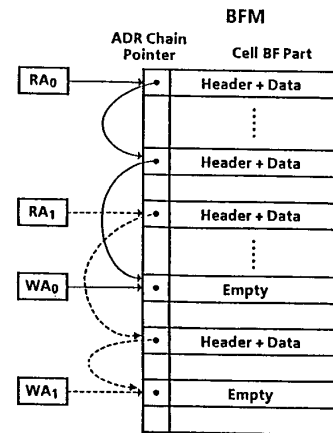 BFM
ADR Chain
Pointer
Cell BF Part
RA0
Header + Data
Header + Data
RA1
Header + Data
WA0
Empty
Header + Data
WA1
Empty